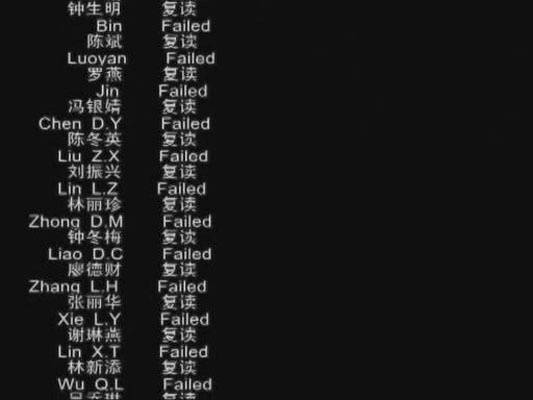 钟生明 复读
Bin Failed
陈斌 复读
Luoyan Failed
罗燕 复读
Jin Failed
冯银婧 复读
Chen D.Y Failed
陈冬英 复读
Liu Z.X Failed
刘振兴 复读
Lin L.Z Failed
林丽珍 复读
Zhong D.M Failed
钟冬梅 复读
Liao D.C Failed
廖德财 复读
Zhang L.H Failed
张丽华 复读
Xie L.Y Failed
谢琳燕 复读
Lin X.T Failed
林新添 复读
Wu Q.L Failed
复读